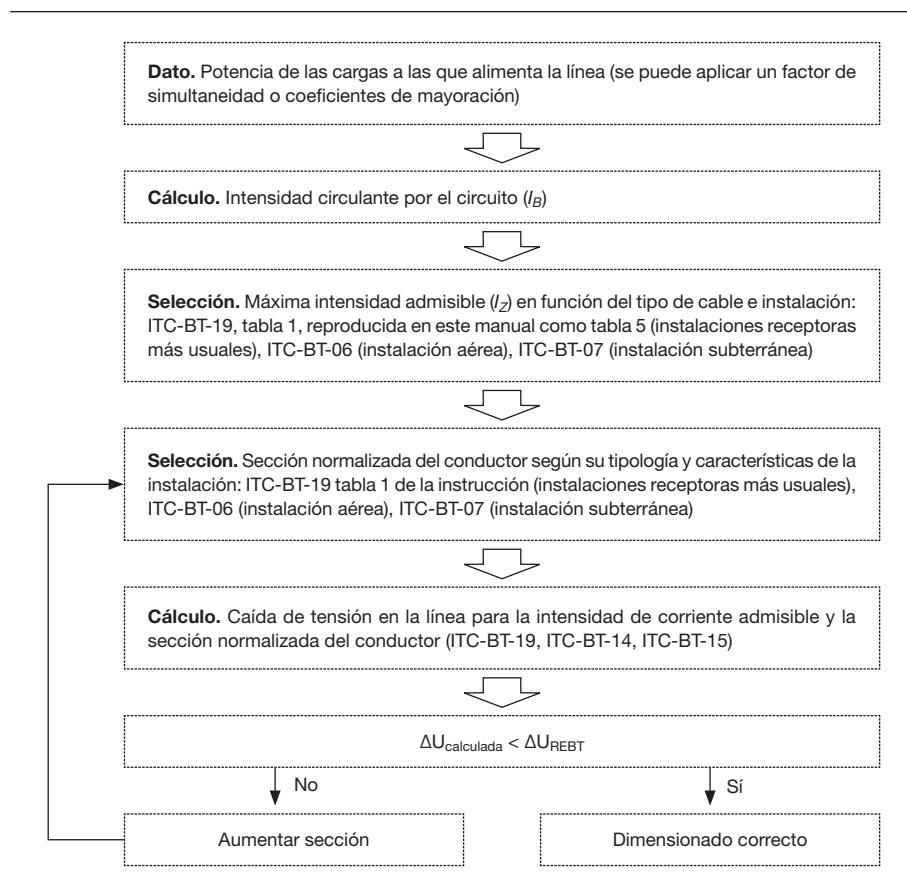 Dato. Potencia de las cargas a las que alimenta la línea (se puede aplicar un factor de
simultaneidad o coeficientes de mayoración)
Cálculo. Intensidad circulante por el circuito (I_B)
Selección. Máxima intensidad admisible (I_Z) en función del tipo de cable e instalación:
ITC-BT-19, tabla 1, reproducida en este manual como tabla 5 (instalaciones receptoras
más usuales), ITC-BT-06 (instalación aérea), ITC-BT-07 (instalación subterránea)
Selección. Sección normalizada del conductor según su tipología y características de la
instalación: ITC-BT-19 tabla 1 de la instrucción (instalaciones receptoras más usuales),
ITC-BT-06 (instalación aérea), ITC-BT-07 (instalación subterránea)
Cálculo. Caída de tensión en la línea para la intensidad de corriente admisible y la
sección normalizada del conductor (ITC-BT-19, ITC-BT-14, ITC-BT-15)
ΔU_calculada < ΔU_REBT
No
Sí
Aumentar sección
Dimensionado correcto